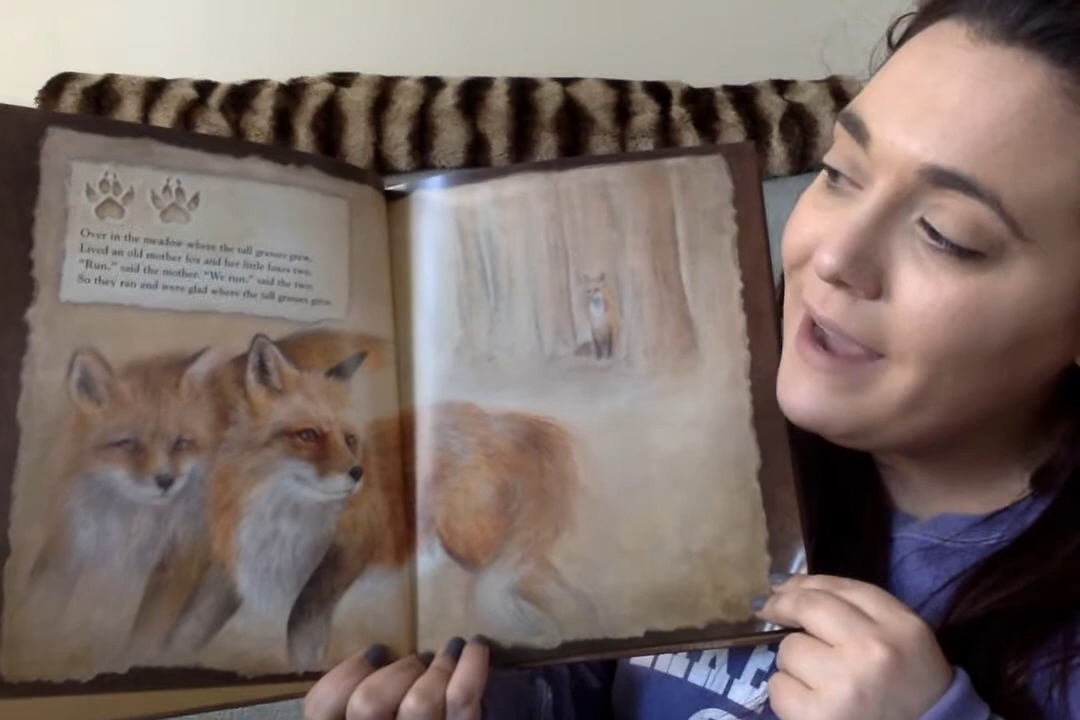 Over in the meadow where the tall grasses grew,
Lived an old mother fox and her little foxes two.
"Run," said the mother. "We run," said the two;
So they ran and were glad where the tall grasses grew.